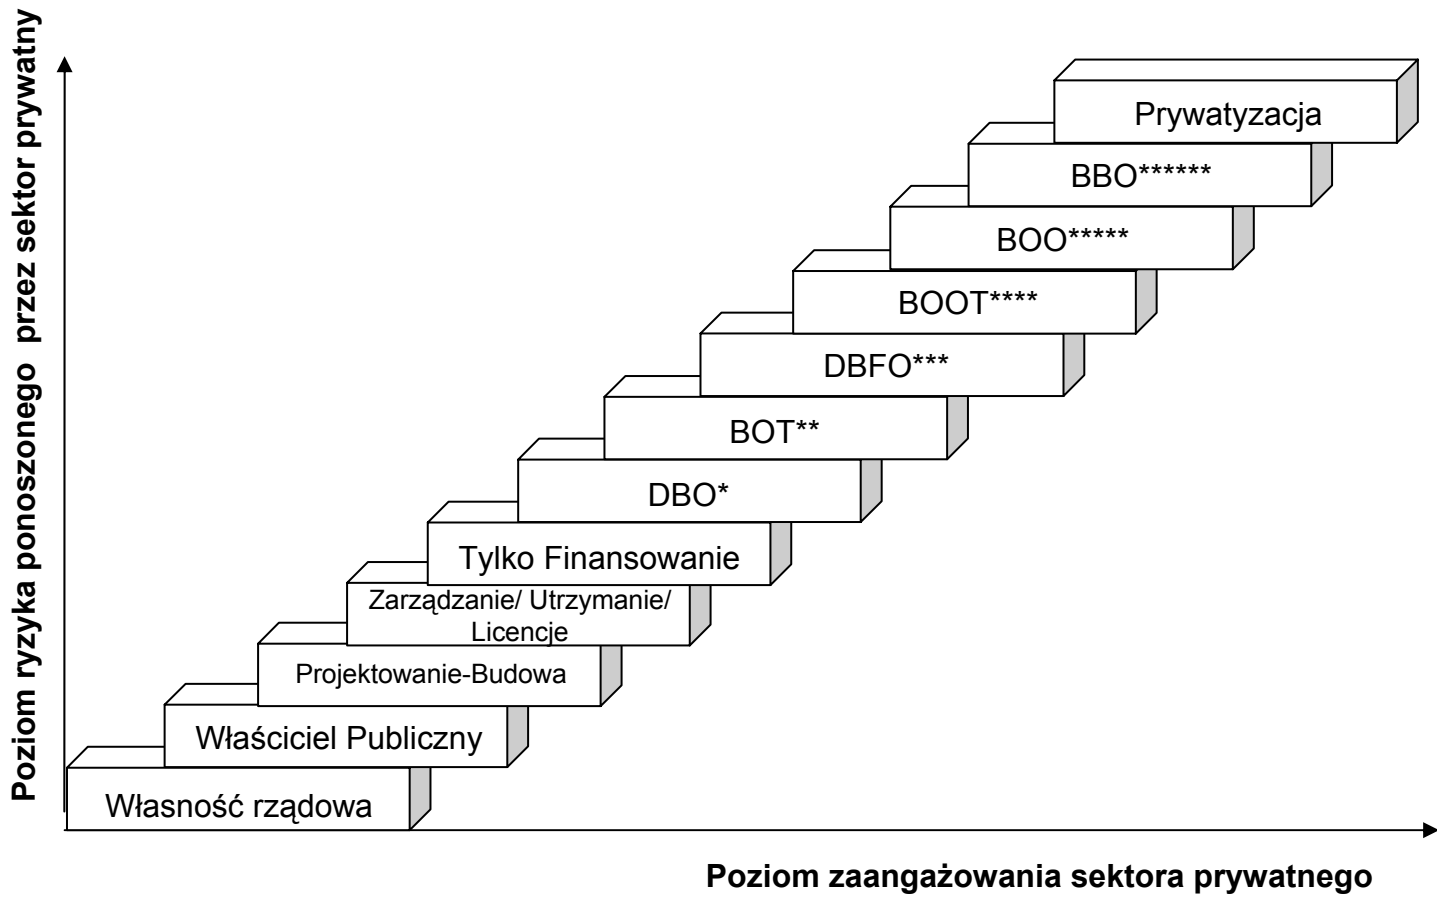 Poziom ryzyka ponoszonego przez sektor prywatny
Prywatyzacja
BBO******
BOO*****
BOOT****
DBFO***
BOT**
DBO*
Tylko Finansowanie
Zarządzanie/ Utrzymanie/
Licencje
Projektowanie-Budowa
Właściciel Publiczny
Własność rządowa
Poziom zaangażowania sektora prywatnego